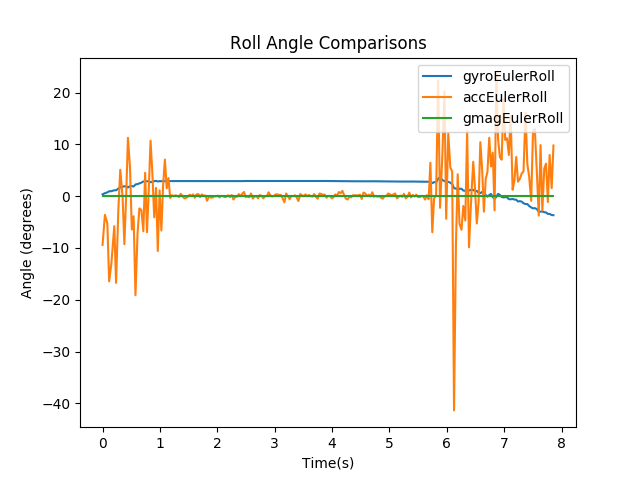 Roll Angle Comparisons
gyroEulerRoll
accEulerRoll
gmagEulerRoll
Angle (degrees)
20
10
0
−10
−20
−30
−40
0 1 2 3 4 5 6 7 8
Time(s)